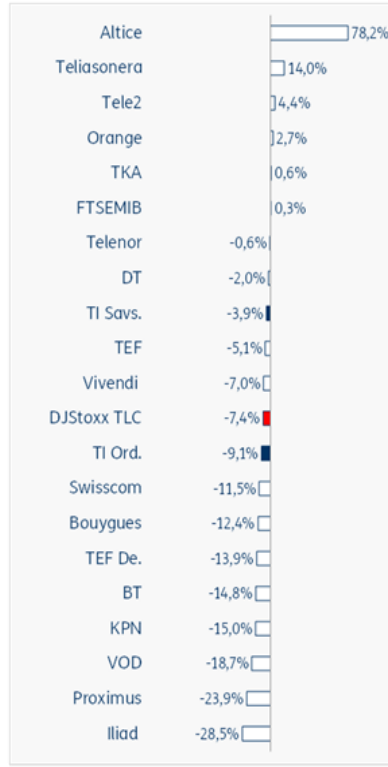 Altice 78,2%
Teliasonera 14,0%
Tele2 4,4%
Orange 2,7%
TKA 0,6%
FTSEMIB 0,3%
Telenor -0,6%
DT -2,0%
TI Savs. -3,9%
TEF -5,1%
Vivendi -7,0%
DJStoxx TLC -7,4%
TI Ord. -9,1%
Swisscom -11,5%
Bouygues -12,4%
TEF De. -13,9%
BT -14,8%
KPN -15,0%
VOD -18,7%
Proximus -23,9%
Iliad -28,5%